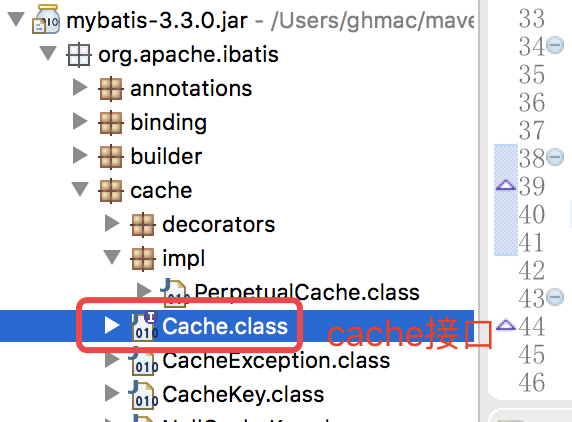 mybatis-3.3.0.jar - /Users/ghmac/mave
org.apache.ibatis
annotations
binding
builder
cache
decorators
impl
PerpetualCache.class
Cache.class
cache接口
CacheException.class
CacheKey.class
33
34
35
36
37
38
39
40
41
42
43
44
45
46